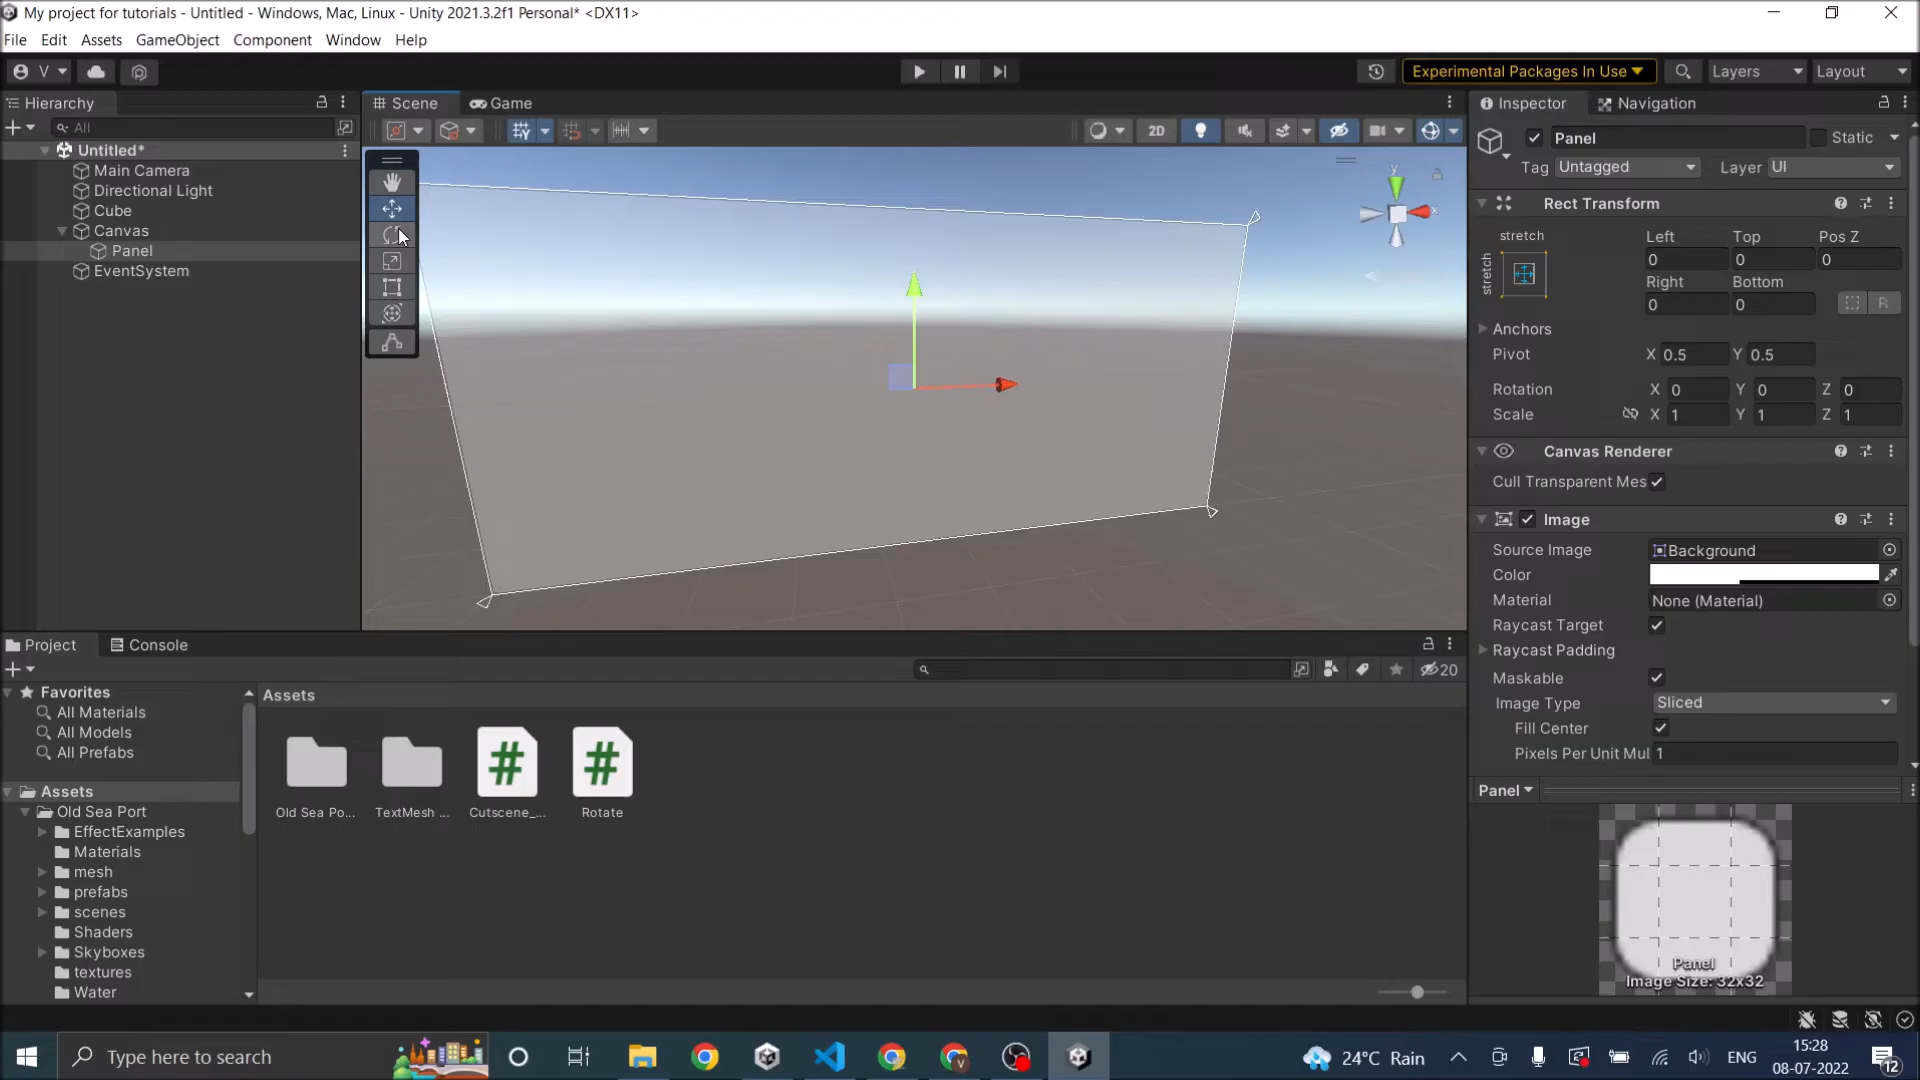 My project for tutorials - Untitled - Windows, Mac, Linux - Unity 2021.3.2f1 Personal* <DX11>
File Edit Assets GameObject Component Window Help
V Experimental Packages In Use Layers Layout
Hierarchy
All
Untitled*
Main Camera
Directional Light
Cube
Canvas
Panel
EventSystem
Scene Game
2D
Y
y
x
Inspector Navigation
Panel Static
Tag Untagged Layer UI
Rect Transform
stretch
stretch
Left Top Pos Z
0 0 0
Right Bottom
0 0 R
Anchors
Pivot X 0.5 Y 0.5
Rotation X 0 Y 0 Z 0
Scale X 1 Y 1 Z 1
Canvas Renderer
Cull Transparent Mes
Image
Source Image Background
Color
Material None (Material)
Raycast Target
Raycast Padding
Maskable
Image Type Sliced
Fill Center
Pixels Per Unit Mul 1
Panel
Panel
Image Size: 32x32
Project Console
20
Favorites
All Materials
All Models
All Prefabs
Assets
Old Sea Port
EffectExamples
Materials
mesh
prefabs
scenes
Shaders
Skyboxes
textures
Water
Assets
# #
Old Sea Po... TextMesh ... Cutscene_... Rotate
Type here to search
V
24°C Rain
ENG
15:28
08-07-2022
12